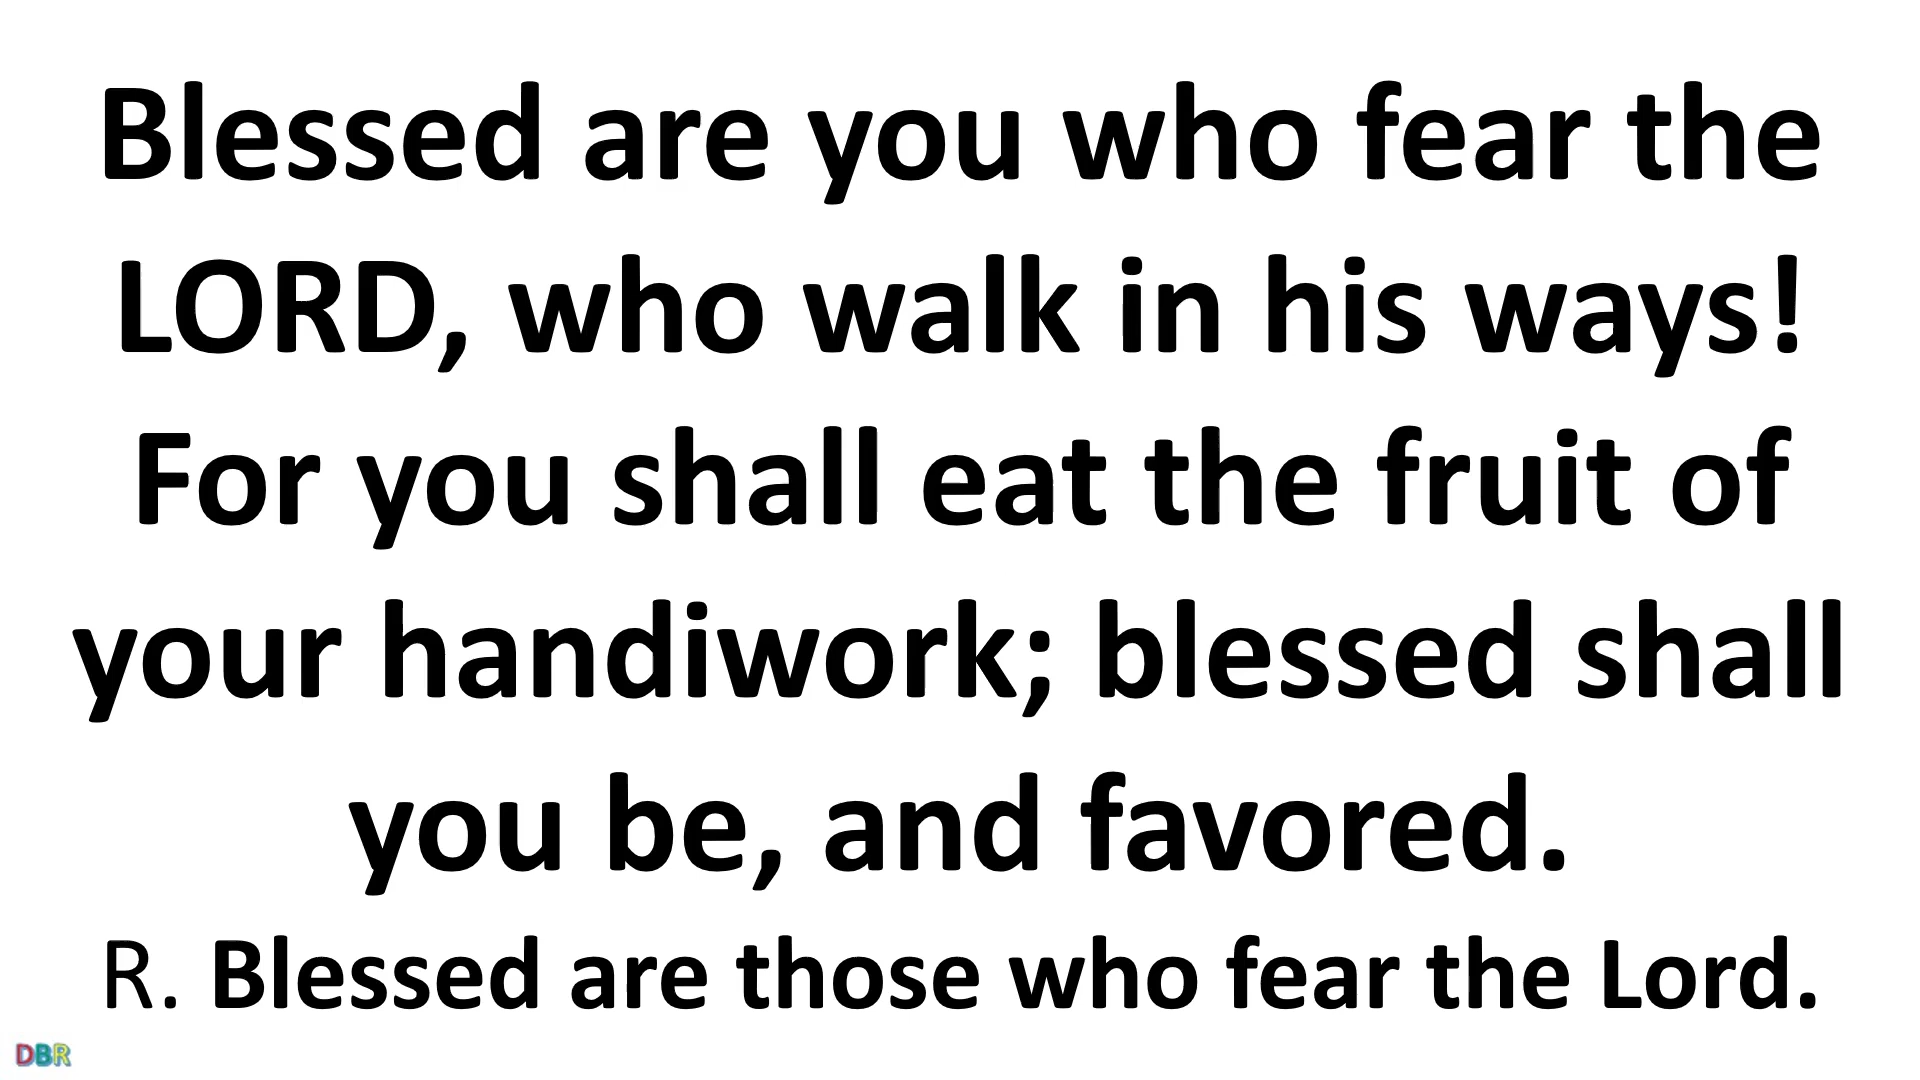 Blessed are you who fear the
LORD, who walk in his ways!
For you shall eat the fruit of
your handiwork; blessed shall
you be, and favored.
R. Blessed are those who fear the Lord.
DBR